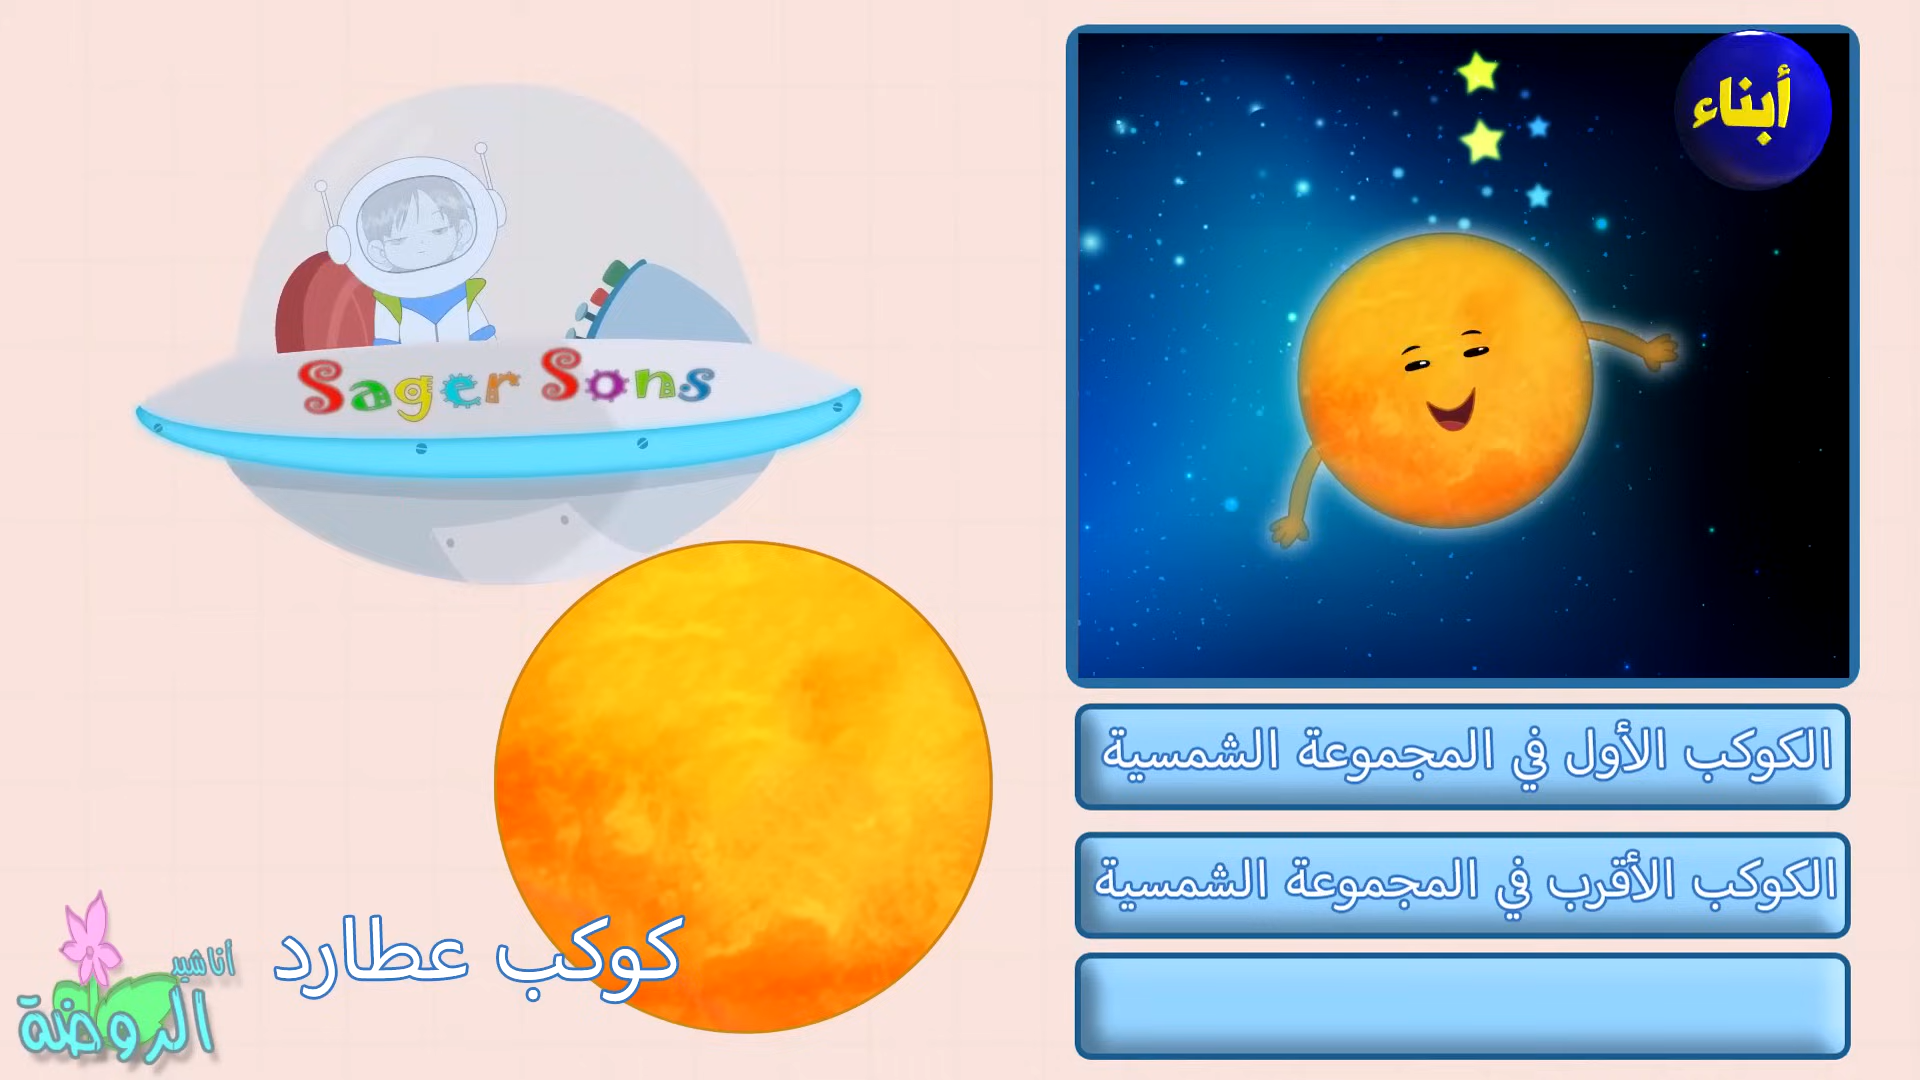 أبناء
Sager Sons
الكوكب الأول في المجموعة الشمسية
الكوكب الأقرب في المجموعة الشمسية
كوكب عطارد
أناشيد
الروضة